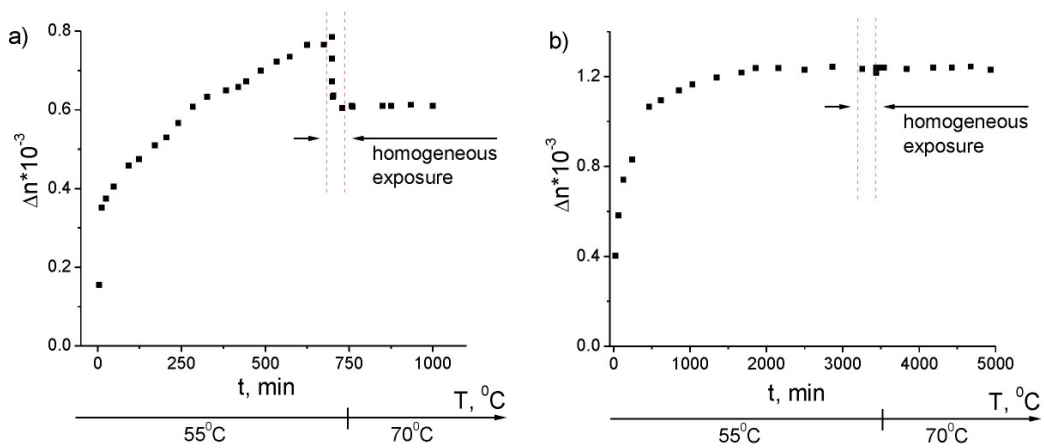 a)
Δn*10⁻³
0.8
0.6
0.4
0.2
0.0
homogeneous
exposure
0 250 500 750 1000
t, min
T, ⁰C
55⁰C 70⁰C
b)
Δn*10⁻³
1.2
0.8
0.4
0.0
homogeneous
exposure
0 1000 2000 3000 4000 5000
t, min
T, ⁰C
55⁰C 70⁰C